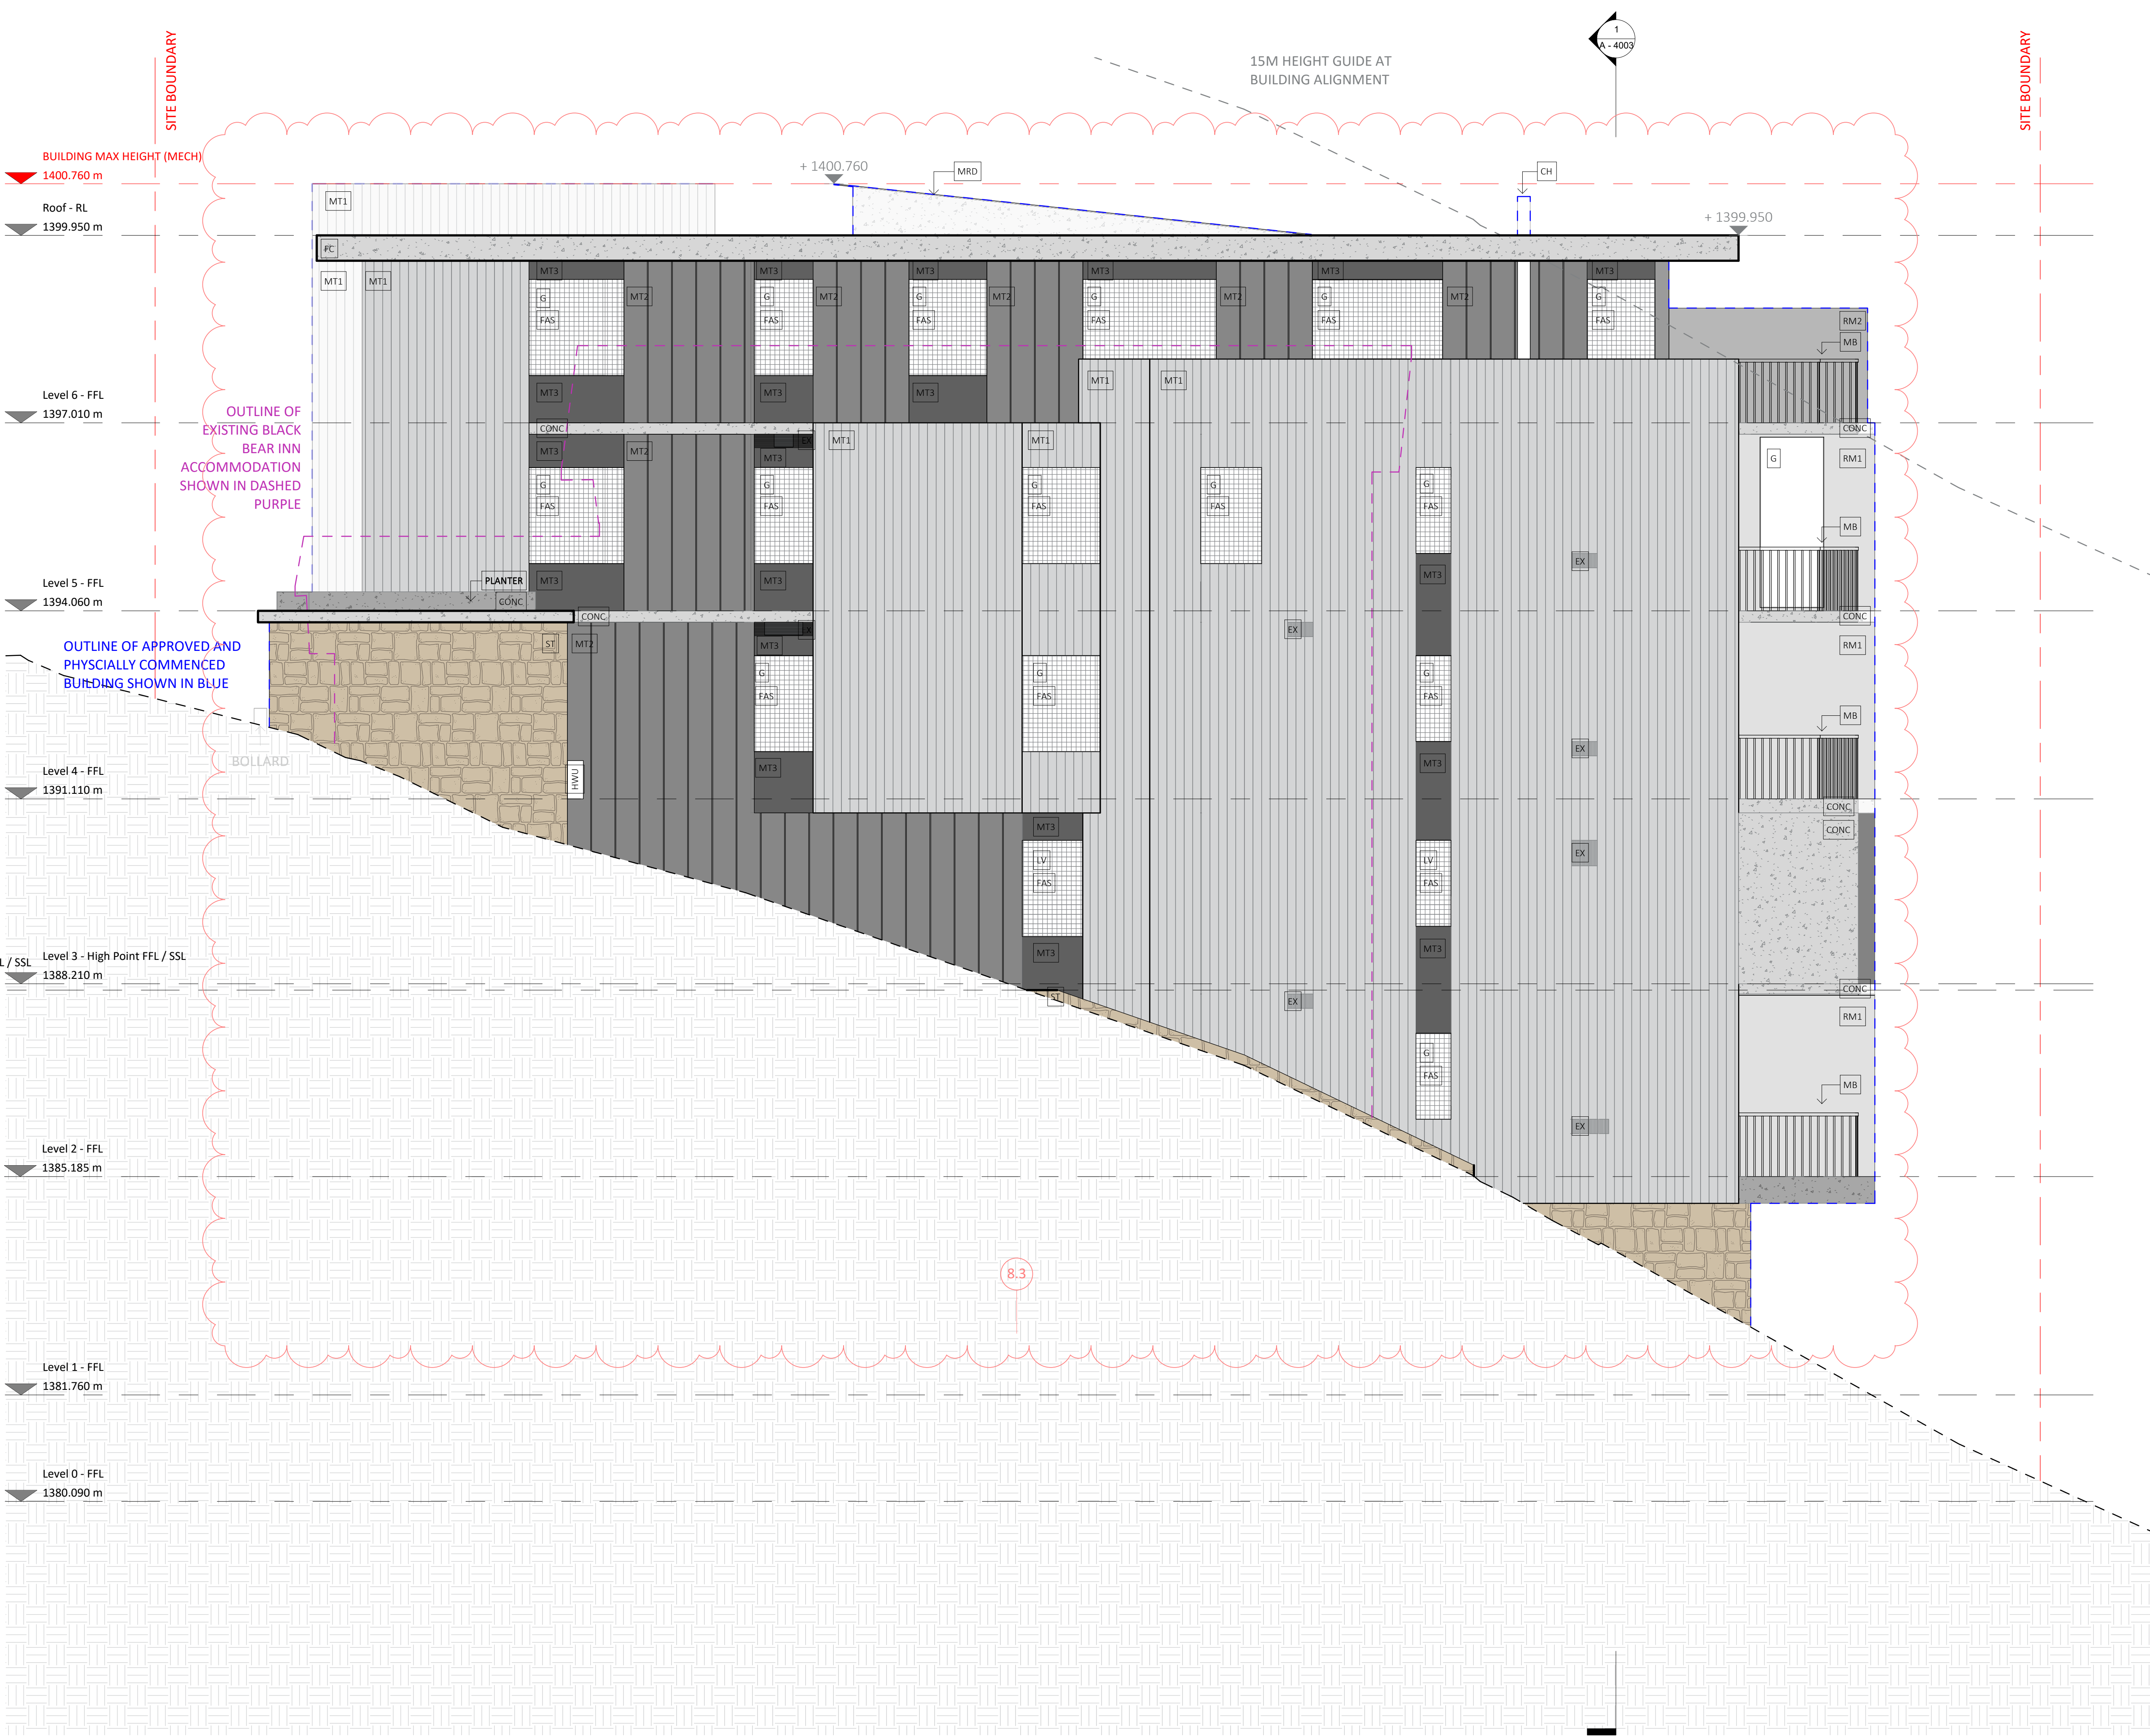 1
A - 4003
SITE BOUNDARY
15M HEIGHT GUIDE AT
BUILDING ALIGNMENT
SITE BOUNDARY
BUILDING MAX HEIGHT (MECH)
1400.760 m
+ 1400.760
MRD
CH
MT1
Roof - RL
1399.950 m
+ 1399.950
FC
MT1
MT1
MT3
MT3
MT3
MT3
MT3
MT3
G
MT2
G
MT2
G
MT2
G
MT2
G
MT2
G
FAS
FAS
FAS
FAS
FAS
FAS
RM2
MB
MT1
MT1
MT3
MT3
MT3
Level 6 - FFL
1397.010 m
OUTLINE OF
EXISTING BLACK
BEAR INN
ACCOMMODATION
SHOWN IN DASHED
PURPLE
CONC
CONC
EX
MT1
MT1
MT3
MT2
MT3
G
RM1
G
G
G
G
G
FAS
FAS
FAS
FAS
FAS
MB
EX
MT3
MT3
MT3
PLANTER
CONC
Level 5 - FFL
1394.060 m
CONC
CONC
EX
EX
OUTLINE OF APPROVED AND
PHYSCIALLY COMMENCED
BUILDING SHOWN IN BLUE
ST
MT2
MT3
RM1
G
G
G
FAS
FAS
FAS
MB
EX
BOLLARD
HWU
MT3
MT3
Level 4 - FFL
1391.110 m
CONC
MT3
CONC
LV
LV
EX
FAS
FAS
MT3
MT3
L / SSL
Level 3 - High Point FFL / SSL
1388.210 m
CONC
ST
EX
RM1
G
FAS
MB
EX
Level 2 - FFL
1385.185 m
8.3
Level 1 - FFL
1381.760 m
Level 0 - FFL
1380.090 m